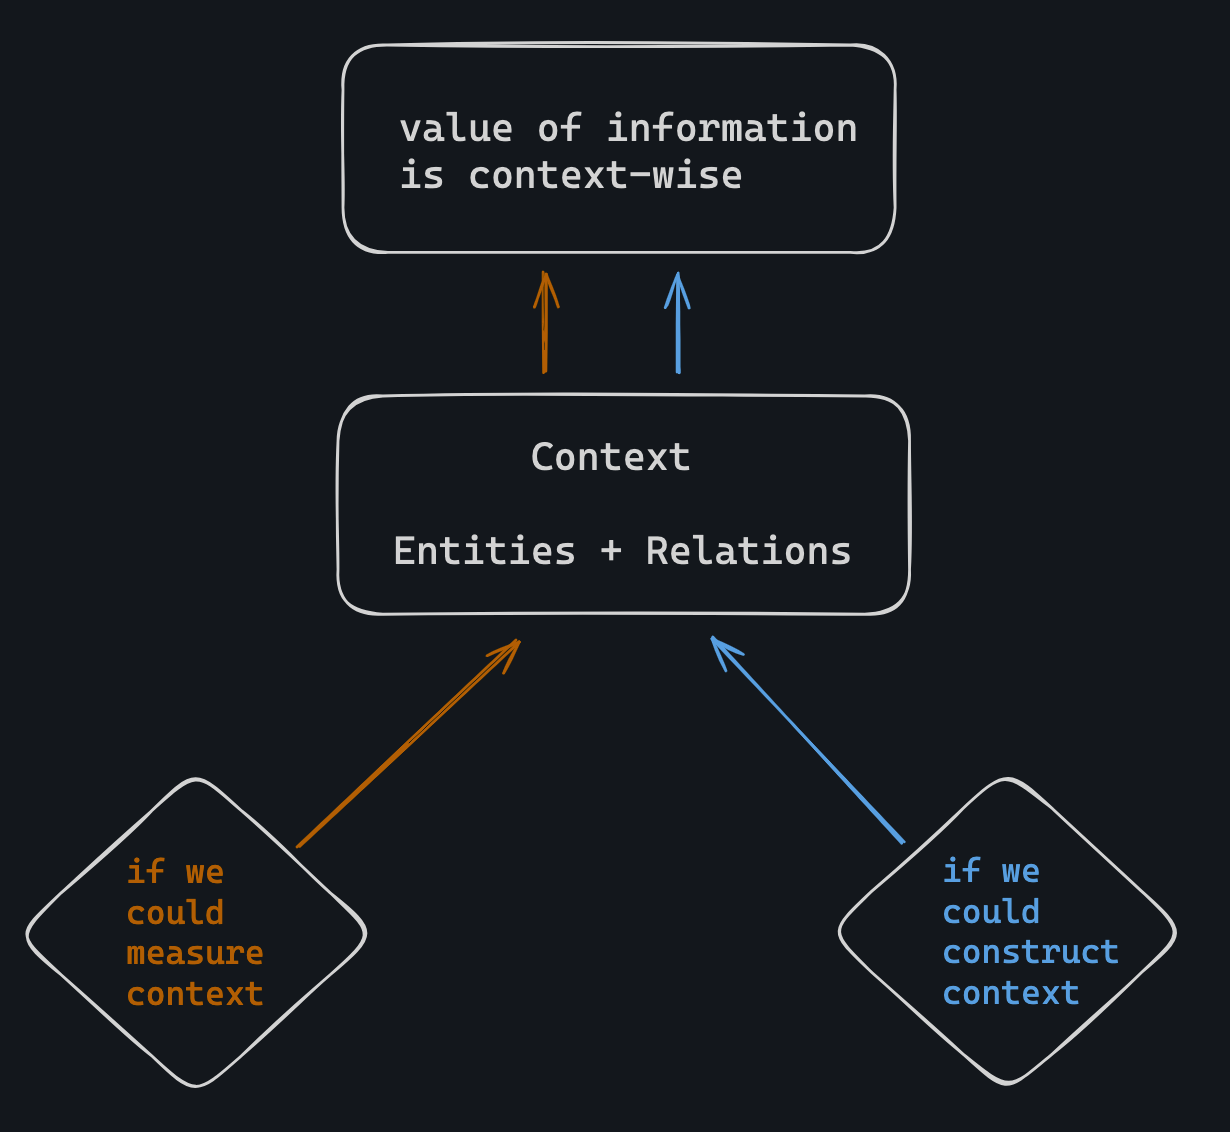 value of information
is context-wise
Context
Entities + Relations
if we
could
measure
context
if we
could
construct
context